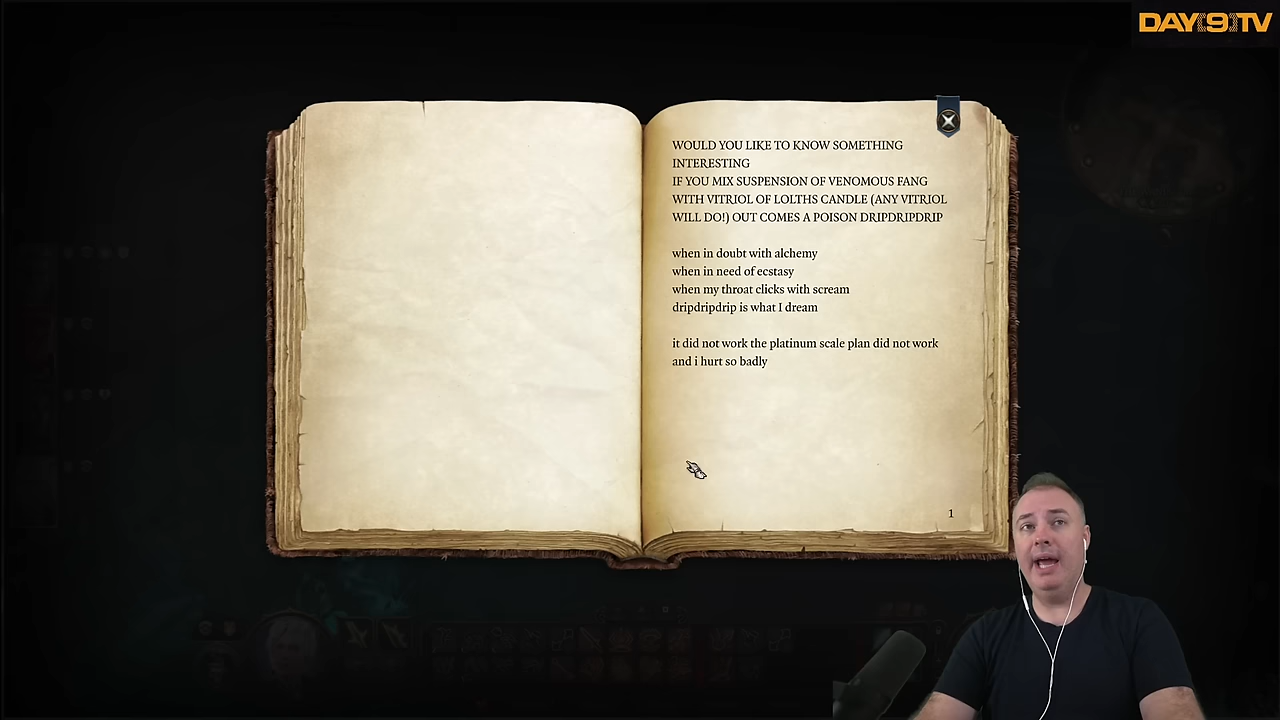 DAY[9]TV
WOULD YOU LIKE TO KNOW SOMETHING
INTERESTING
IF YOU MIX SUSPENSION OF VENOMOUS FANG
WITH VITRIOL OF LOLTHS CANDLE (ANY VITRIOL
WILL DO!) OUT COMES A POISON DRIPDRIPDRIP
when in doubt with alchemy
when in need of ecstasy
when my throat clicks with scream
dripdripdrip is what I dream
it did not work the platinum scale plan did not work
and i hurt so badly
1